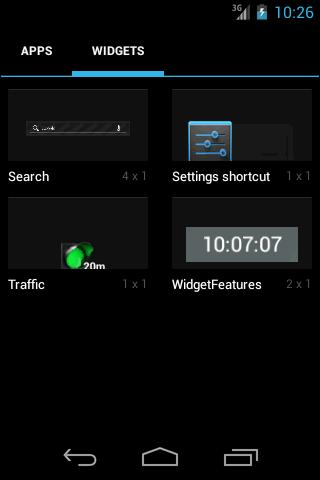 3G 10:26
APPS WIDGETS
Search 4 x 1
Settings shortcut 1 x 1
20m
10:07:07
Traffic 1 x 1
WidgetFeatures 2 x 1